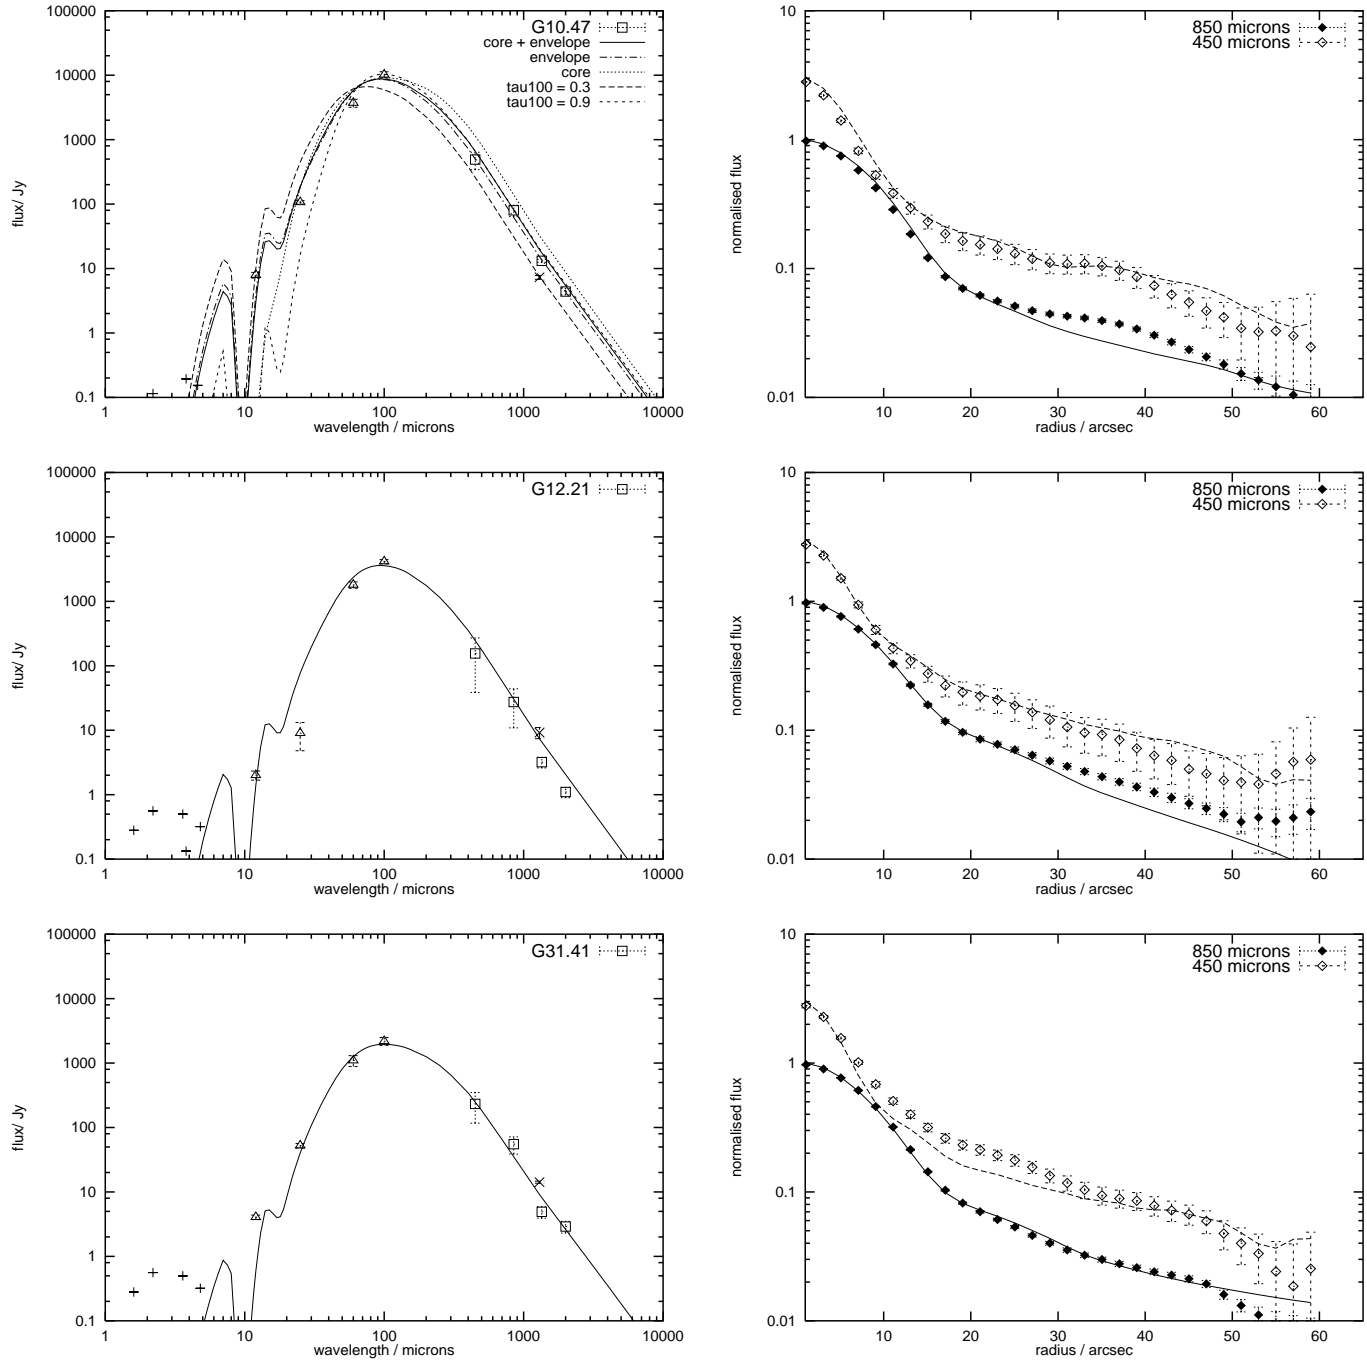 100000
10000
1000
100
10
1
0.1
1
10
100
1000
10000
flux/ Jy
wavelength / microns
G10.47
core + envelope
envelope
core
tau100 = 0.3
tau100 = 0.9
10
1
0.1
0.01
10
20
30
40
50
60
normalised flux
radius / arcsec
850 microns
450 microns
100000
10000
1000
100
10
1
0.1
1
10
100
1000
10000
flux/ Jy
wavelength / microns
G12.21
10
1
0.1
0.01
10
20
30
40
50
60
normalised flux
radius / arcsec
850 microns
450 microns
100000
10000
1000
100
10
1
0.1
1
10
100
1000
10000
flux/ Jy
wavelength / microns
G31.41
10
1
0.1
0.01
10
20
30
40
50
60
normalised flux
radius / arcsec
850 microns
450 microns